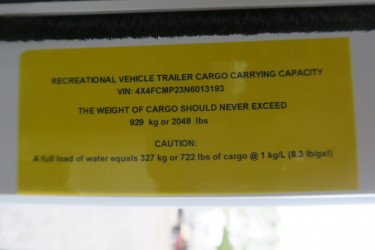 RECREATIONAL VEHICLE TRAILER CARGO CARRYING CAPACITY
VIN: 4X4FCMP23N6013193
THE WEIGHT OF CARGO SHOULD NEVER EXCEED
929 kg or 2048 lbs
CAUTION:
A full load of water equals 327 kg or 722 lbs of cargo @ 1 kg/L (8.3 lb/gal)